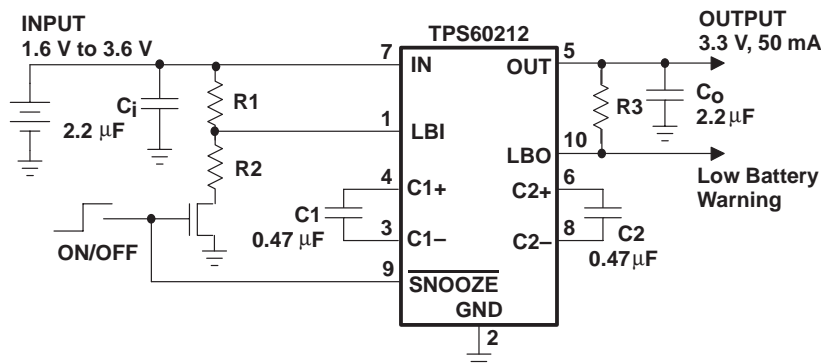 INPUT
1.6 V to 3.6 V
TPS60212
OUTPUT
3.3 V, 50 mA
7
IN
OUT
5
Ci
2.2 μF
R1
R3
Co
2.2 μF
1
LBI
LBO
10
R2
Low Battery
Warning
4
C1+
C2+
6
C1
0.47 μF
3
C1–
C2–
8
C2
0.47 μF
ON/OFF
9
SNOOZE
GND
2